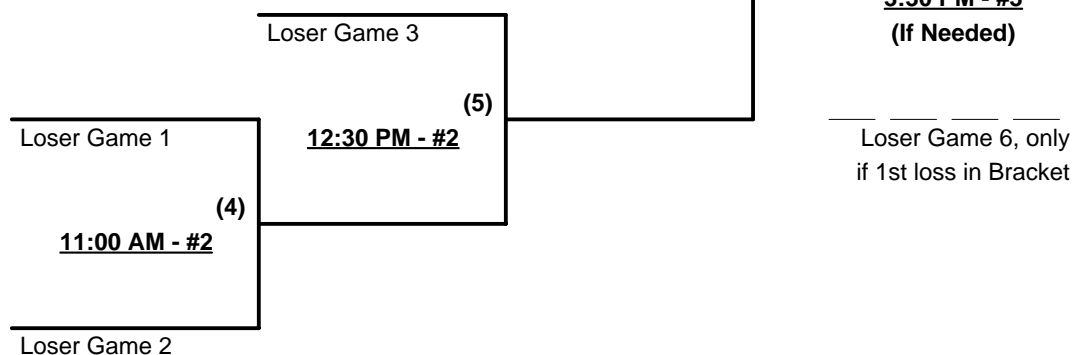 Loser Game 3
PM -
(If Needed)
(5)
Loser Game 1
12:30 PM - #2
Loser Game 6, only
if 1st loss in Bracket
(4)
11:00 AM - #2
Loser Game 2